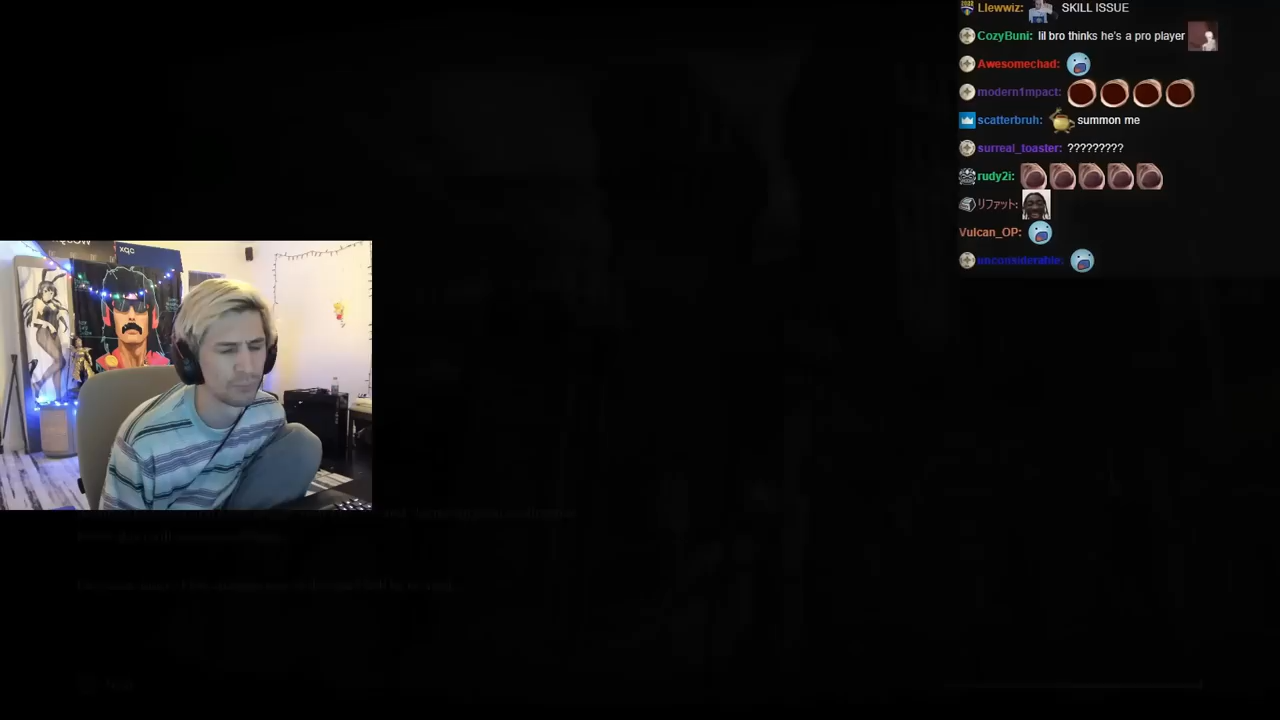 Llewwiz: SKILL ISSUE
CozyBuni: lil bro thinks he's a pro player
Awesomechad:
modern1mpact:
scatterbruh: summon me
surreal_toaster: ?????????
rudy2i:
リファット:
Vulcan_OP:
unconsiderable:
xqc